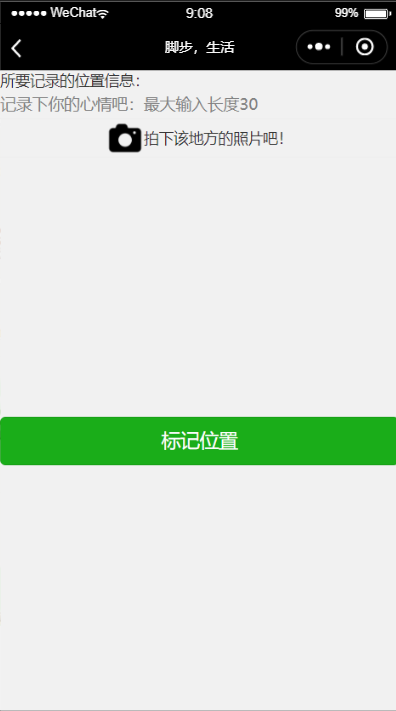 WeChat
9:08
99%
脚步，生活
所要记录的位置信息：
记录下你的心情吧：最大输入长度30
拍下该地方的照片吧！
标记位置